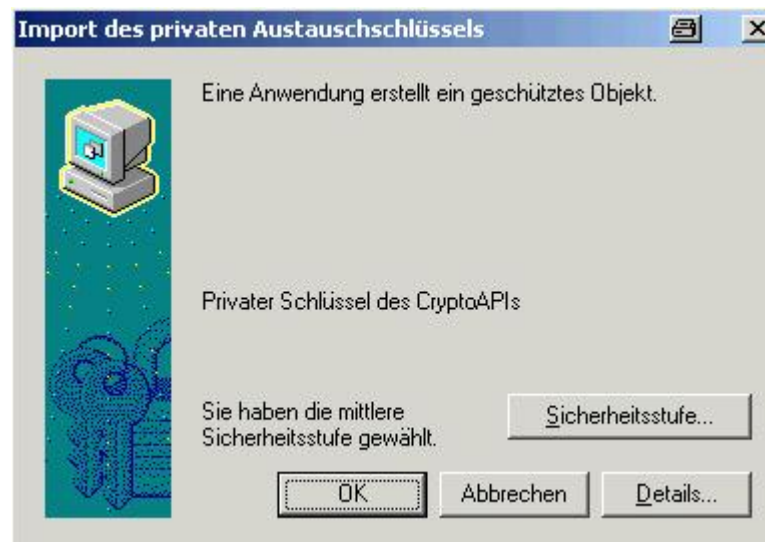 Import des privaten Austauschschlüssels
Eine Anwendung erstellt ein geschütztes Objekt.
Privater Schlüssel des CryptoAPIs
Sie haben die mittlere
Sicherheitsstufe gewählt.
Sicherheitsstufe...
OK
Abbrechen
Details...